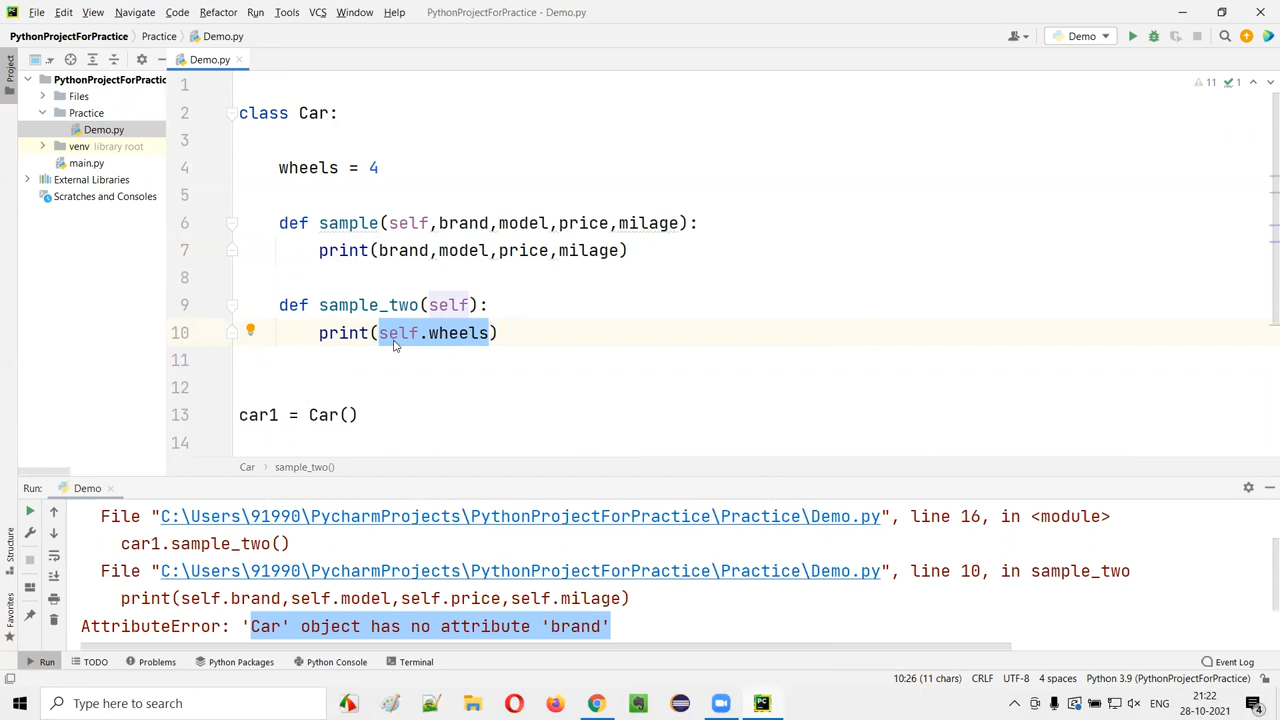 File Edit View Navigate Code Refactor Run Tools VCS Window Help PythonProjectForPractice - Demo.py
PythonProjectForPractice Practice Demo.py Demo
Project
Demo.py
PythonProjectForPractic
Files
Practice
Demo.py
venv library root
main.py
External Libraries
Scratches and Consoles
11 1
1
2 class Car:
3
4 wheels = 4
5
6 def sample(self,brand,model,price,milage):
7 print(brand,model,price,milage)
8
9 def sample_two(self):
10 print(self.wheels)
11
12
13 car1 = Car()
14
Car sample_two()
Run: Demo
Structure
Favorites
File "C:\Users\91990\PycharmProjects\PythonProjectForPractice\Practice\Demo.py", line 16, in <module>
car1.sample_two()
File "C:\Users\91990\PycharmProjects\PythonProjectForPractice\Practice\Demo.py", line 10, in sample_two
print(self.brand,self.model,self.price,self.milage)
AttributeError: 'Car' object has no attribute 'brand'
Run TODO Problems Python Packages Python Console Terminal Event Log
10:26 (11 chars) CRLF UTF-8 4 spaces Python 3.9 (PythonProjectForPractice)
Type here to search
ENG
21:22
28-10-2021
4